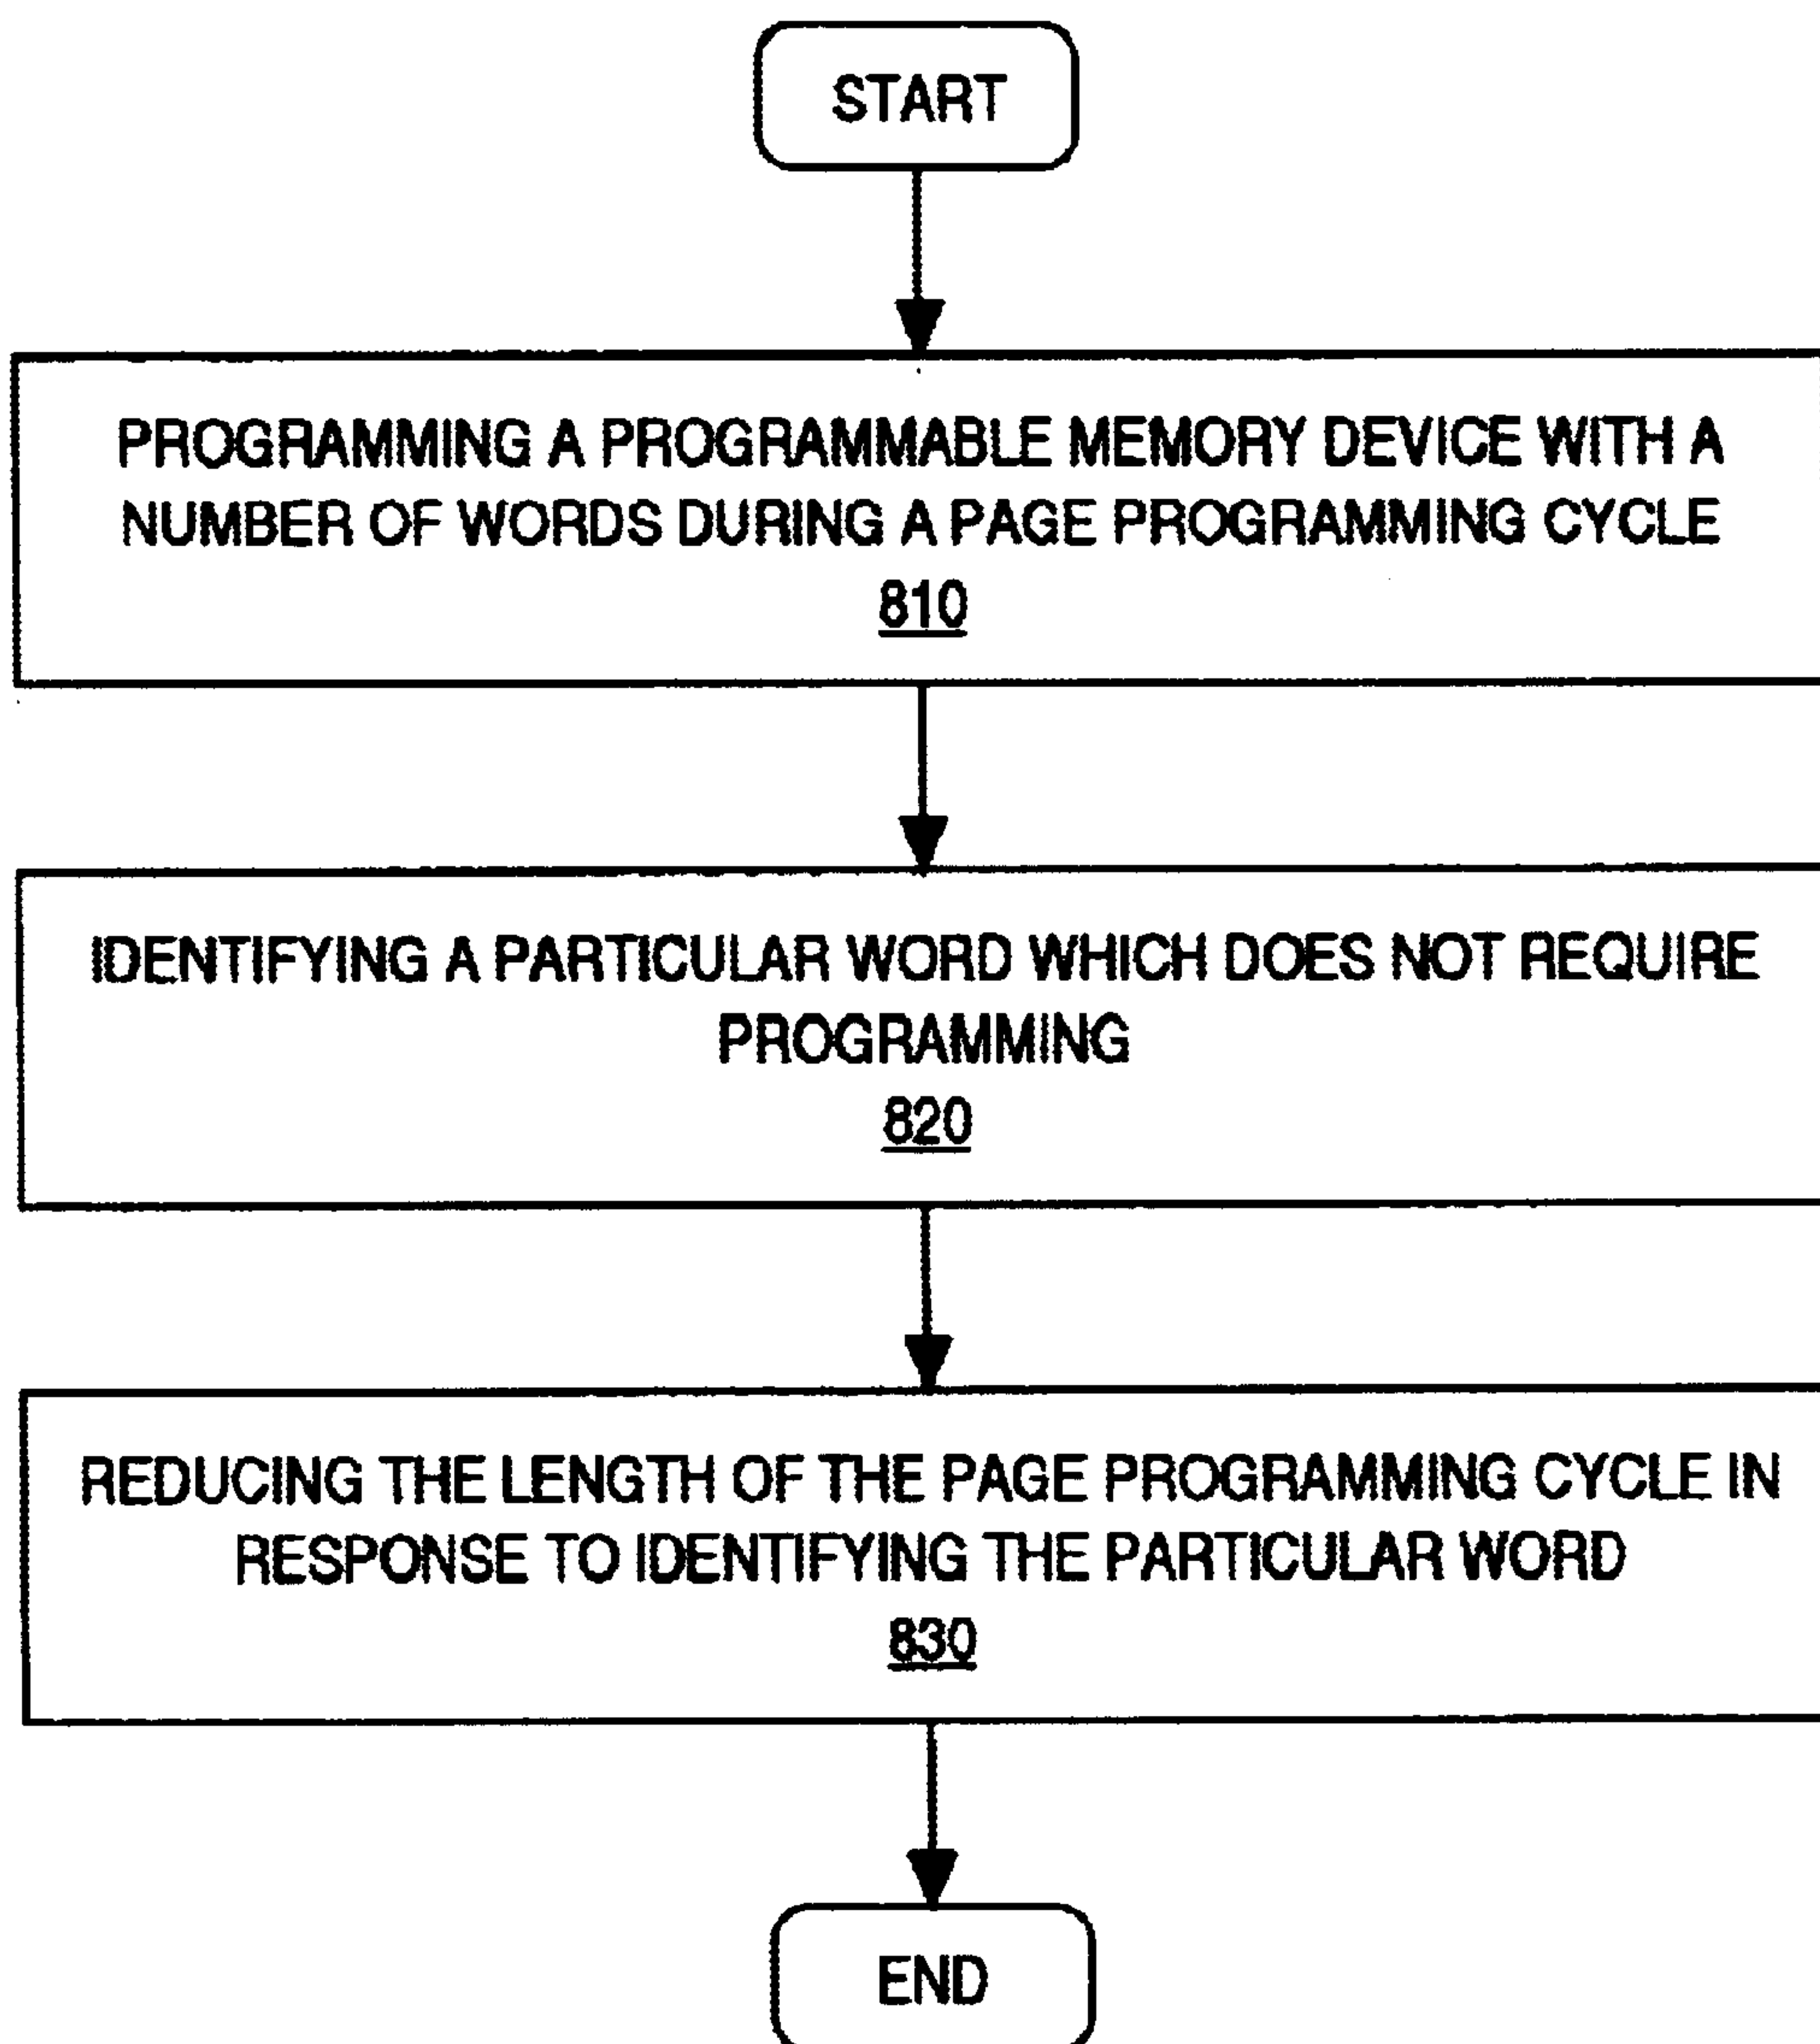 START
PROGRAMMING A PROGRAMMABLE MEMORY DEVICE WITH A
NUMBER OF WORDS DURING A PAGE PROGRAMMING CYCLE
810
IDENTIFYING A PARTICULAR WORD WHICH DOES NOT REQUIRE
PROGRAMMING
820
REDUCING THE LENGTH OF THE PAGE PROGRAMMING CYCLE IN
RESPONSE TO IDENTIFYING THE PARTICULAR WORD
830
END